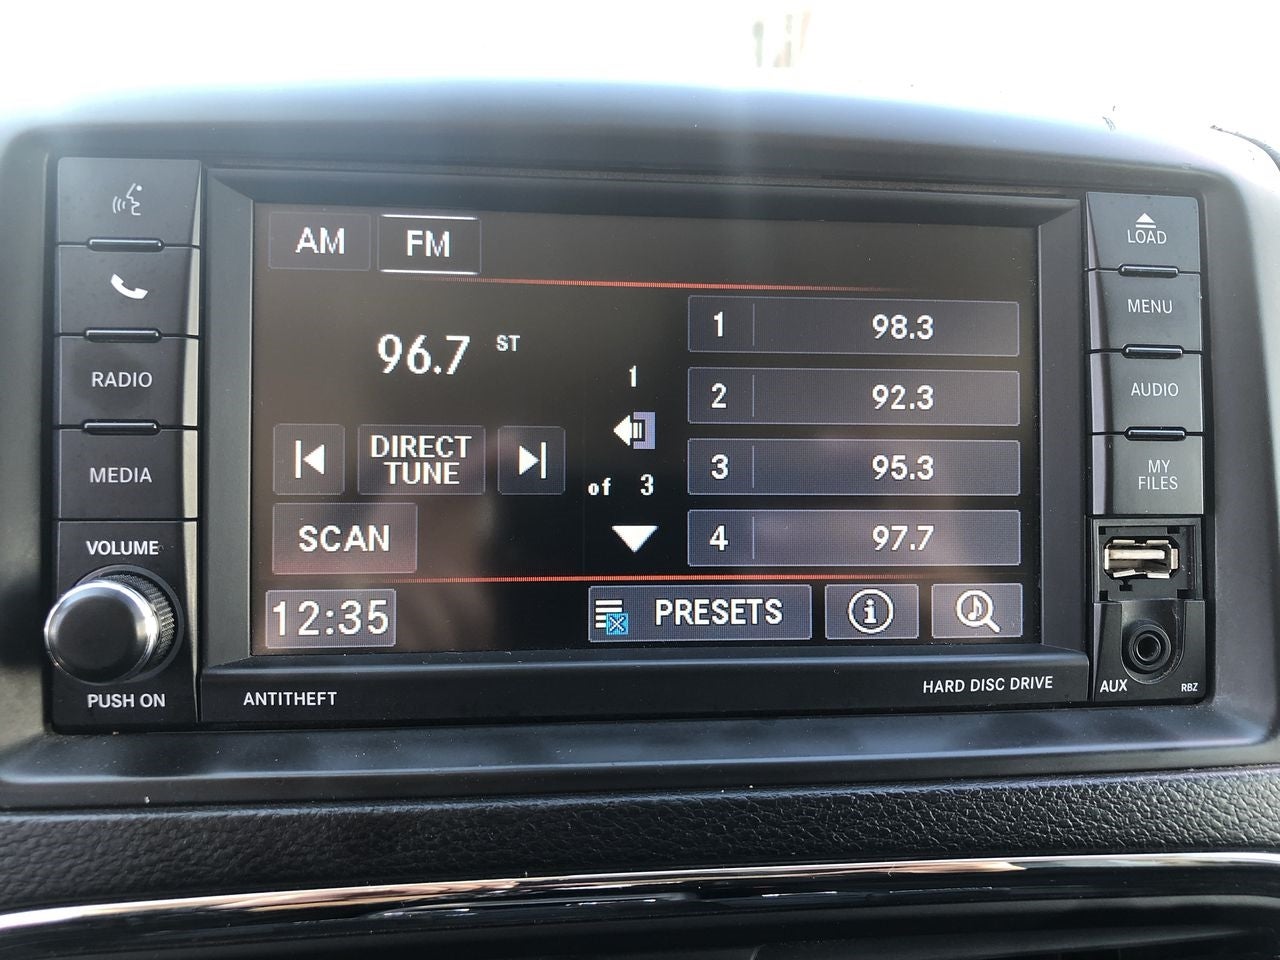 AM
FM
96.7 ST
DIRECT
TUNE
SCAN
12:35
1
of 3
1 98.3
2 92.3
3 95.3
4 97.7
PRESETS
i
RADIO
MEDIA
VOLUME
PUSH ON
ANTITHEFT
HARD DISC DRIVE
LOAD
MENU
AUDIO
MY
FILES
AUX
RBZ